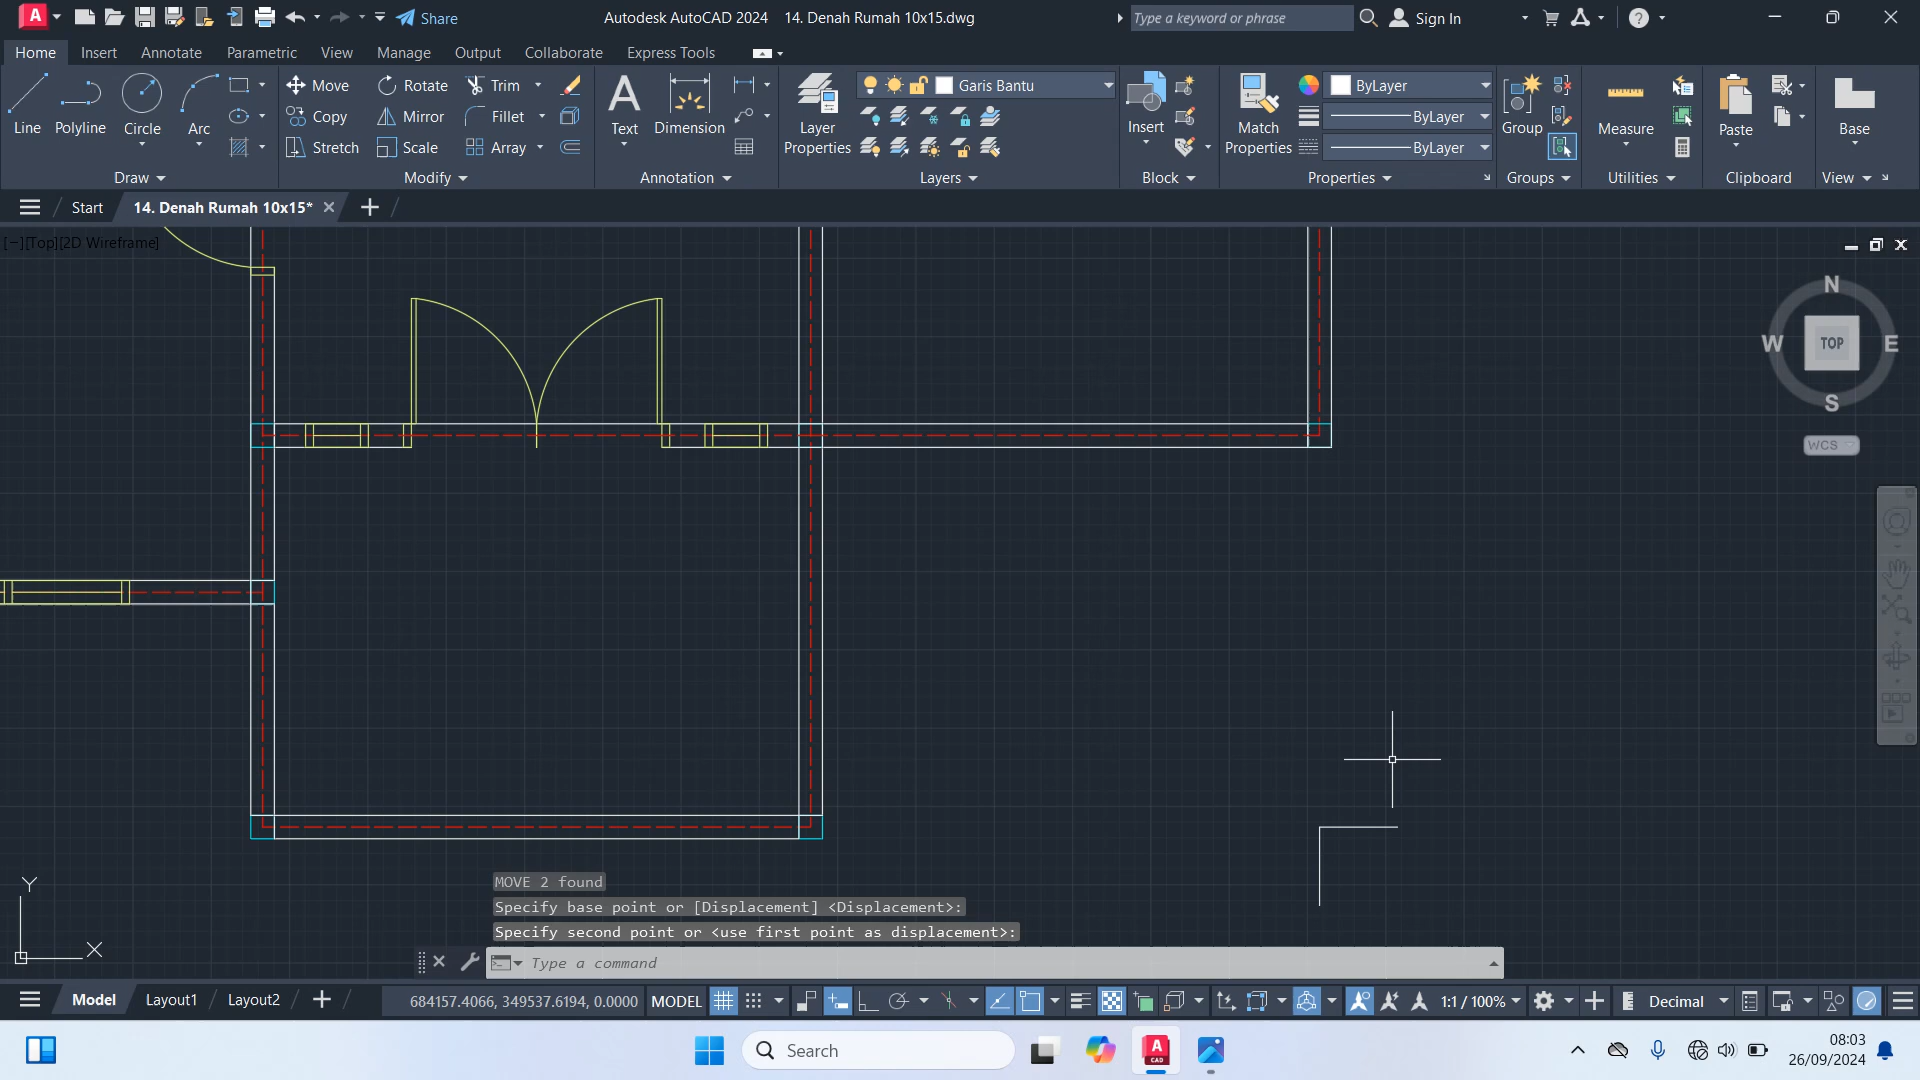 A Share Autodesk AutoCAD 2024 14. Denah Rumah 10x15.dwg Type a keyword or phrase Sign In ?
Home Insert Annotate Parametric View Manage Output Collaborate Express Tools
Move Rotate Trim Garis Bantu ByLayer
Line Polyline Circle Arc Copy Mirror Fillet Text Dimension Layer Properties Insert Match Properties ByLayer Group Measure Paste Base
Stretch Scale Array ByLayer
Draw Modify Annotation Layers Block Properties Groups Utilities Clipboard View
Start 14. Denah Rumah 10x15*
[−][Top][2D Wireframe]
N
W TOP E
S
WCS
MOVE 2 found
Y
Specify base point or [Displacement] <Displacement>:
Specify second point or <use first point as displacement>:
X
Type a command
Model Layout1 Layout2 684157.4066, 349537.6194, 0.0000 MODEL 1:1 / 100% Decimal
Search
A CAD
08:03
26/09/2024